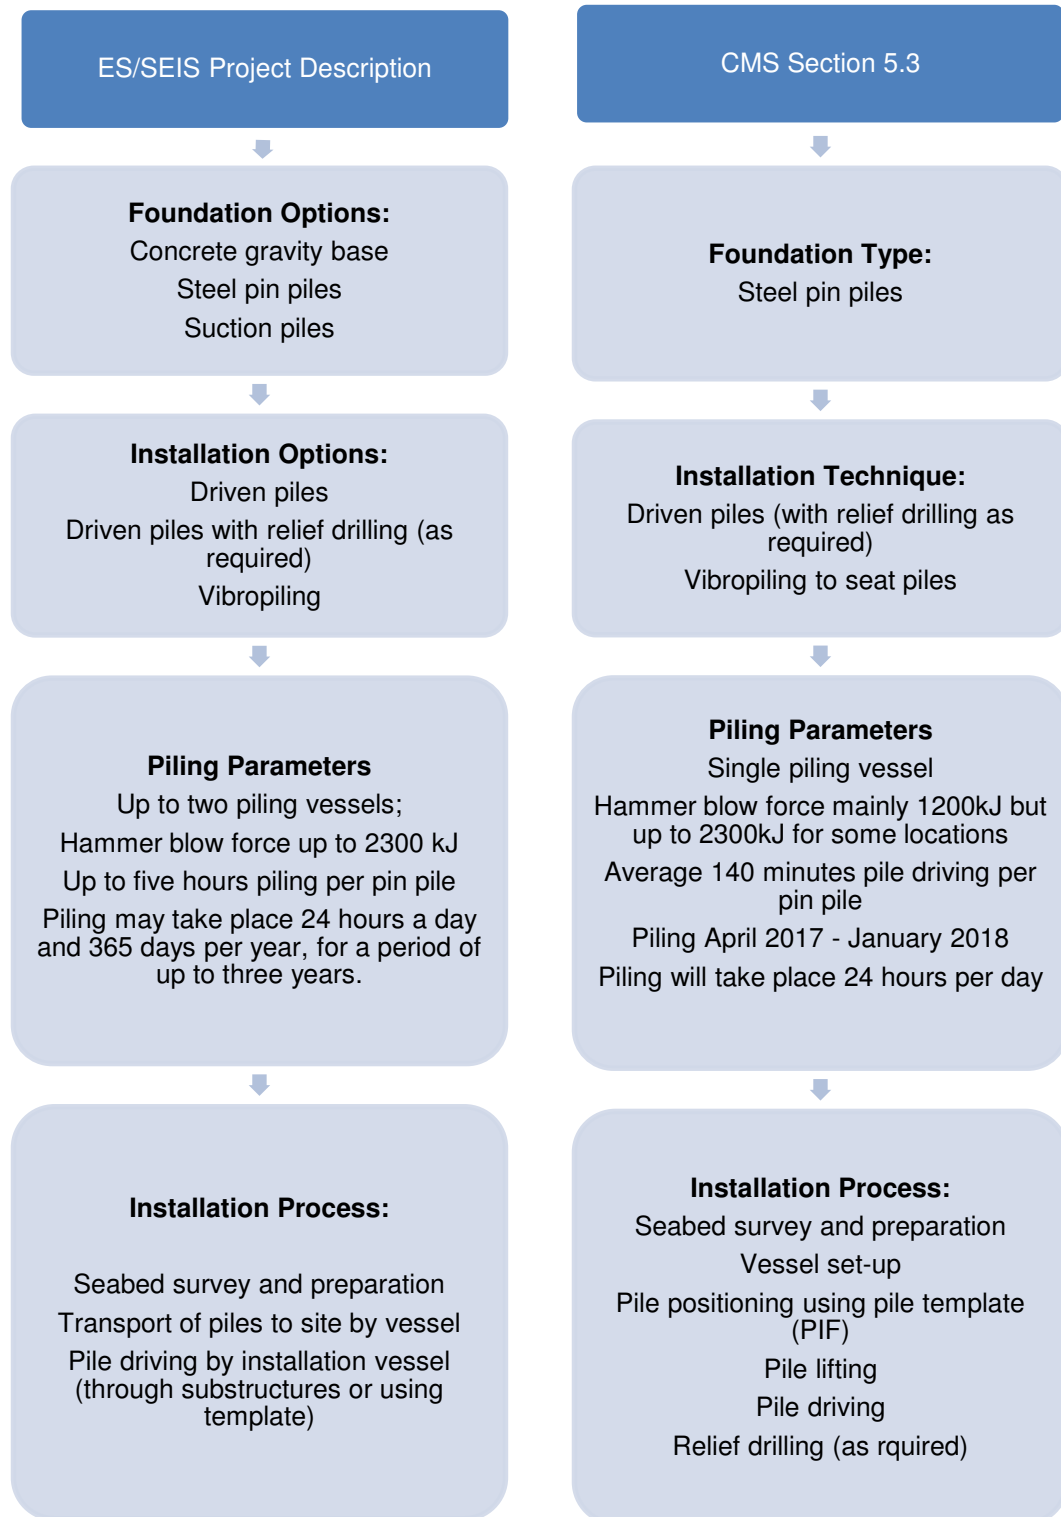 ES/SEIS Project Description
Foundation Options:
Concrete gravity base
Steel pin piles
Suction piles
Installation Options:
Driven piles
Driven piles with relief drilling (as
required)
Vibropiling
Piling Parameters
Up to two piling vessels;
Hammer blow force up to 2300 kJ
Up to five hours piling per pin pile
Piling may take place 24 hours a day
and 365 days per year, for a period of
up to three years.
Installation Process:
Seabed survey and preparation
Transport of piles to site by vessel
Pile driving by installation vessel
(through substructures or using
template)
CMS Section 5.3
Foundation Type:
Steel pin piles
Installation Technique:
Driven piles (with relief drilling as
required)
Vibropiling to seat piles
Piling Parameters
Single piling vessel
Hammer blow force mainly 1200kJ but
up to 2300kJ for some locations
Average 140 minutes pile driving per
pin pile
Piling April 2017 - January 2018
Piling will take place 24 hours per day
Installation Process:
Seabed survey and preparation
Vessel set-up
Pile positioning using pile template
(PIF)
Pile lifting
Pile driving
Relief drilling (as rquired)